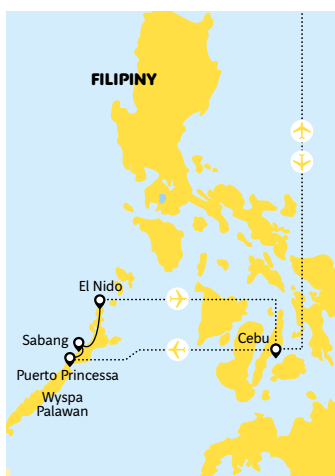 FILIPINY
El Nido
Sabang
Cebu
Puerto Princessa
Wyspa
Palawan